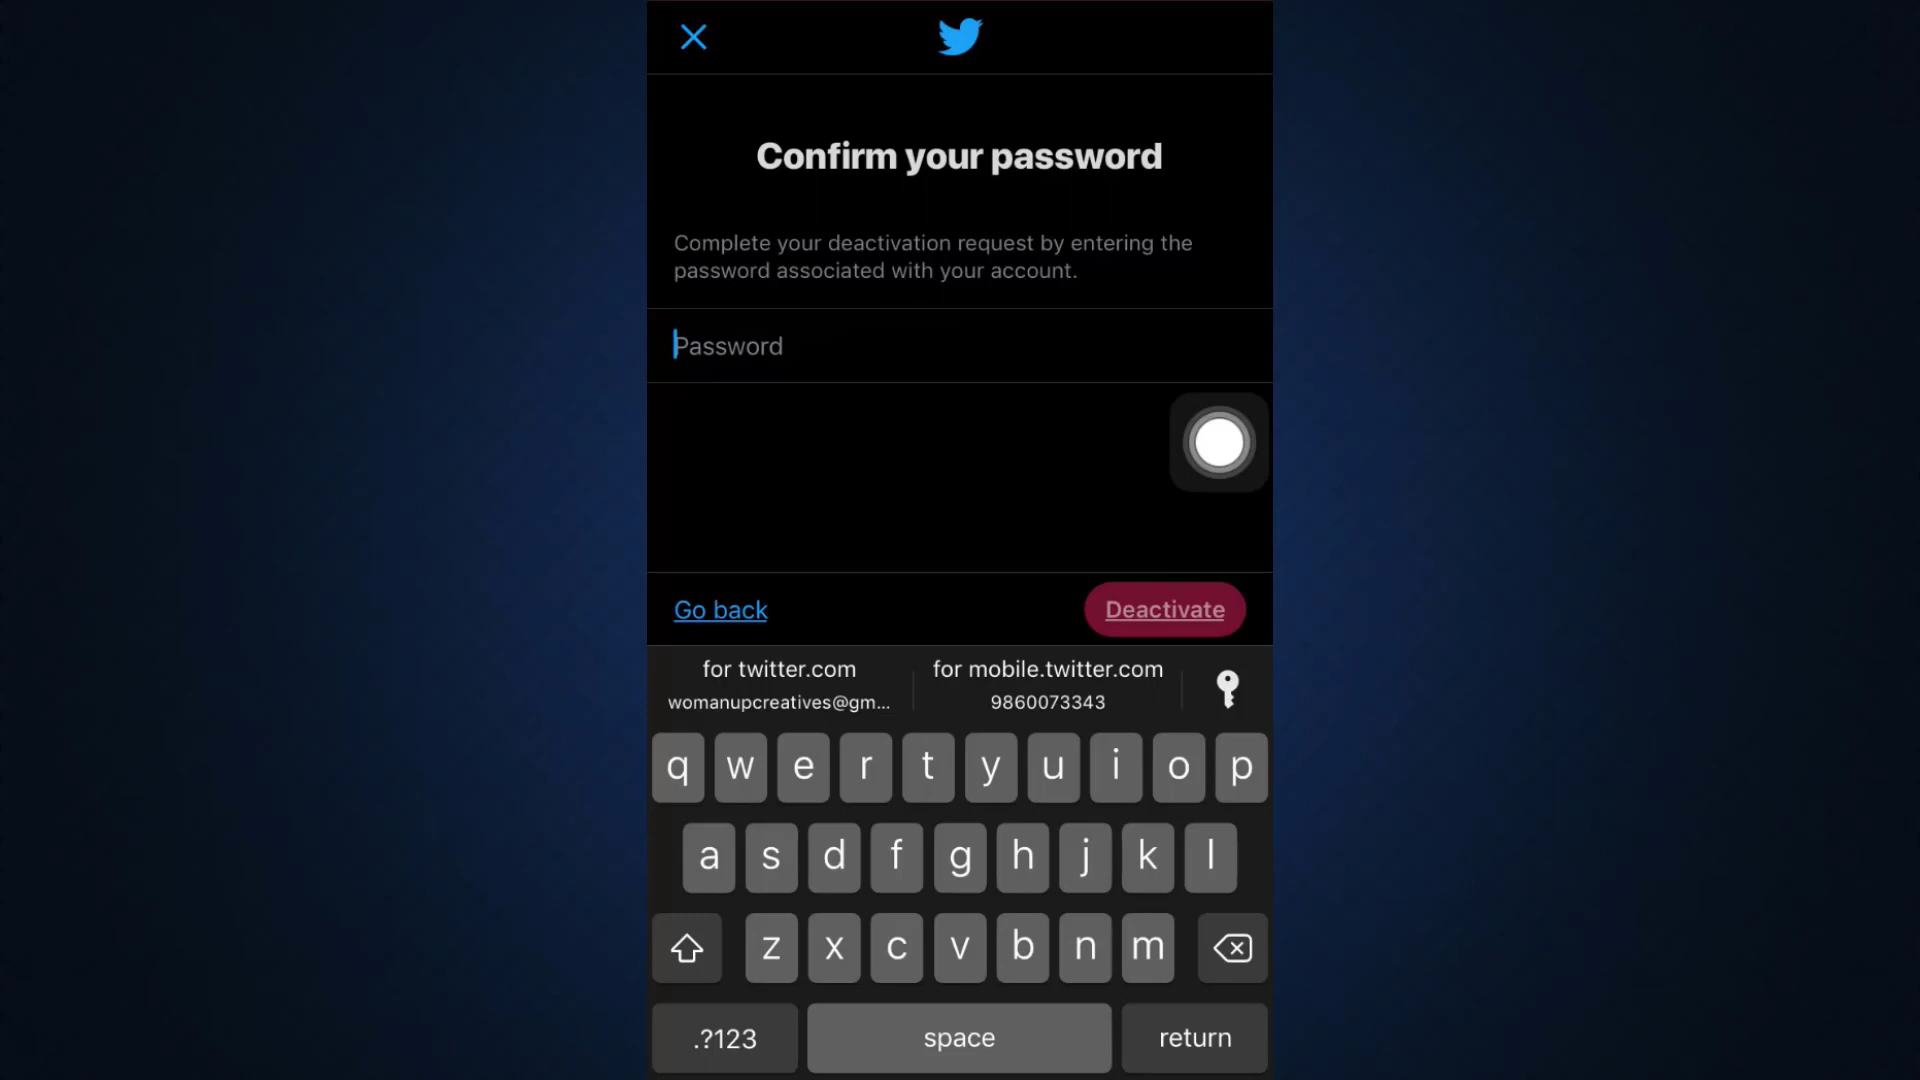 Confirm your password
Complete your deactivation request by entering the
password associated with your account.
Password
Go back
Deactivate
for twitter.com
womanupcreatives@gm...
for mobile.twitter.com
9860073343
q w e r t y u i o p
a s d f g h j k l
z x c v b n m
.?123 space return